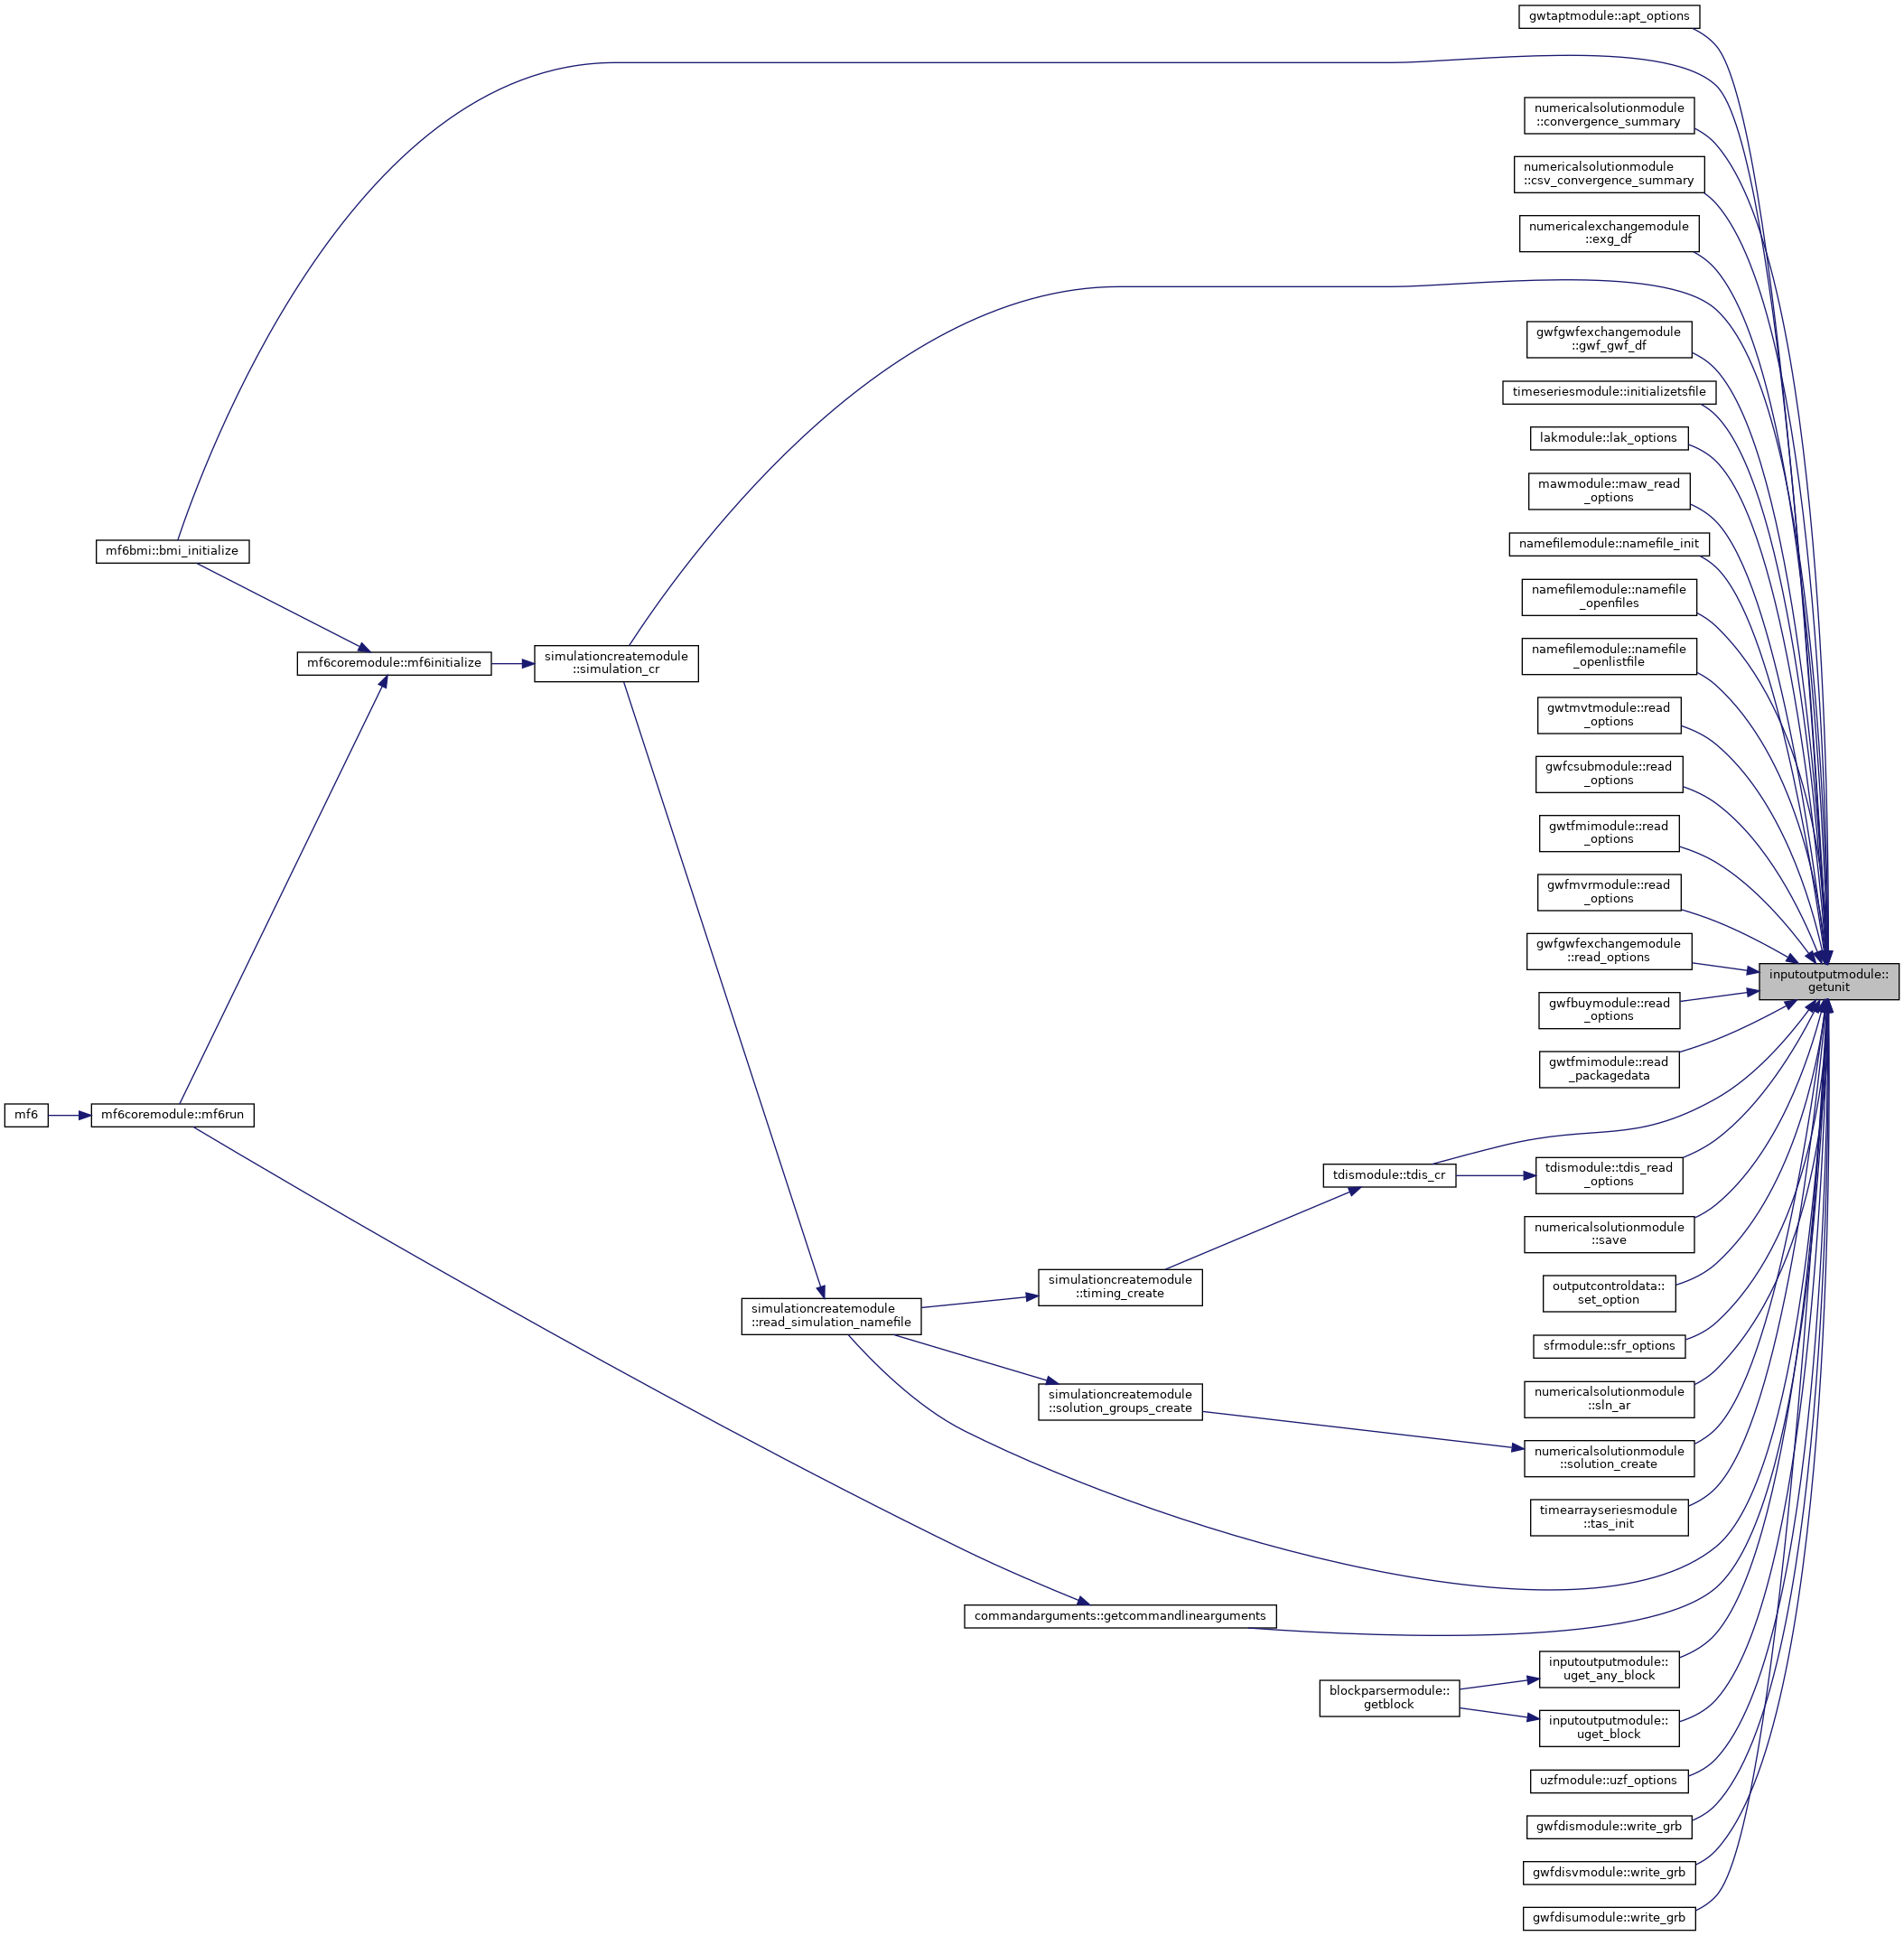 gwtaptmodule::apt_options
numericalsolutionmodule
::convergence_summary
numericalsolutionmodule
::csv_convergence_summary
numericalexchangemodule
::exg_df
gwfgwfexchangemodule
::gwf_gwf_df
timeseriesmodule::initializetsfile
lakmodule::lak_options
mawmodule::maw_read
_options
namefilemodule::namefile_init
mf6bmi::bmi_initialize
namefilemodule::namefile
_openfiles
namefilemodule::namefile
_openlistfile
mf6coremodule::mf6initialize
simulationcreatemodule
::simulation_cr
gwtmvtmodule::read
_options
gwfcsubmodule::read
_options
gwtfmimodule::read
_options
gwfmvrmodule::read
_options
gwfgwfexchangemodule
::read_options
inputoutputmodule::
getunit
gwfbuymodule::read
_options
gwtfmimodule::read
_packagedata
mf6
mf6coremodule::mf6run
tdismodule::tdis_cr
tdismodule::tdis_read
_options
numericalsolutionmodule
::save
simulationcreatemodule
::timing_create
outputcontroldata::
set_option
simulationcreatemodule
::read_simulation_namefile
sfrmodule::sfr_options
simulationcreatemodule
::solution_groups_create
numericalsolutionmodule
::sln_ar
numericalsolutionmodule
::solution_create
timearrayseriesmodule
::tas_init
commandarguments::getcommandlinearguments
inputoutputmodule::
uget_any_block
blockparsermodule::
getblock
inputoutputmodule::
uget_block
uzfmodule::uzf_options
gwfdismodule::write_grb
gwfdisvmodule::write_grb
gwfdisumodule::write_grb